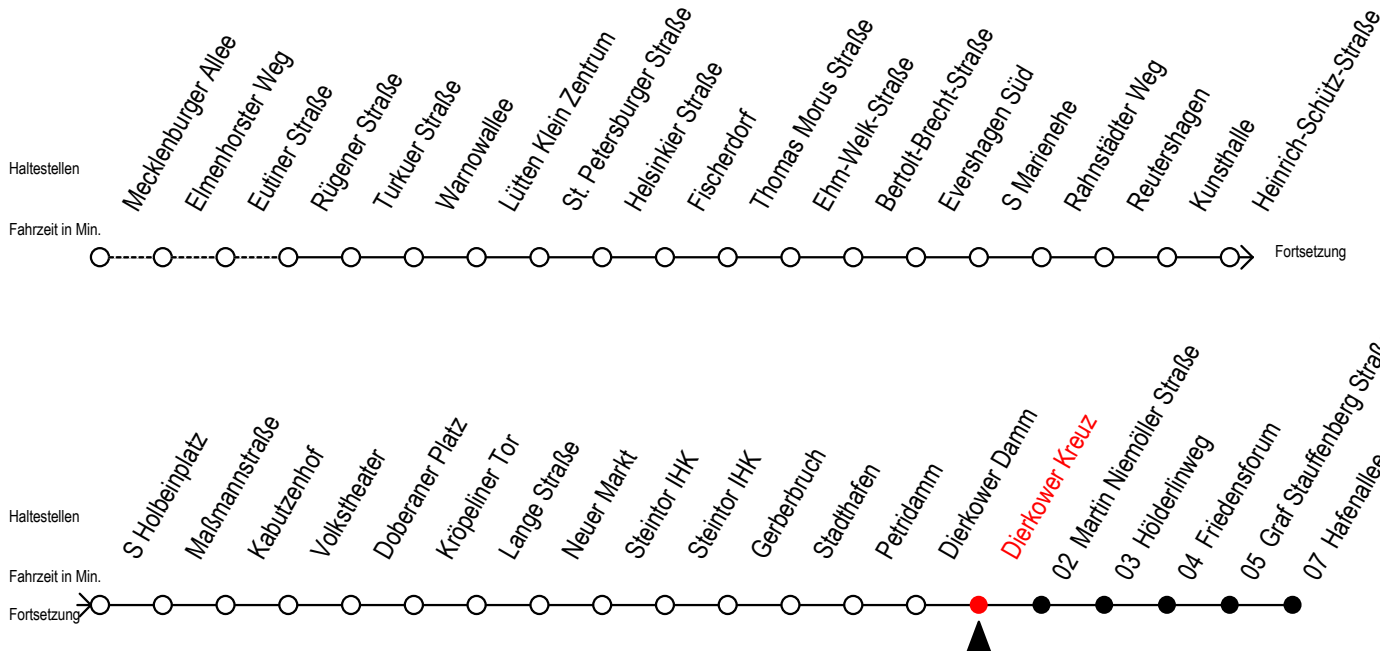 Haltestellen
Mecklenburger Allee
Elmenhorster Weg
Eutiner Straße
Rügener Straße
Turkuer Straße
Warnowallee
Lütten Klein Zentrum
St. Petersburger Straße
Helsinkier Straße
Fischerdorf
Thomas Morus Straße
Ehm-Welk-Straße
Bertolt-Brecht-Straße
Evershagen Süd
S Marienehe
Rahnstädter Weg
Reutershagen
Kunsthalle
Heinrich-Schütz-Straße
Fahrzeit in Min.
Fortsetzung
Haltestellen
S Holbeinplatz
Maßmannstraße
Kabutzenhof
Volkstheater
Doberaner Platz
Kröpeliner Tor
Lange Straße
Neuer Markt
Steintor IHK
Steintor IHK
Gerberbruch
Stadthafen
Petridamm
Dierkower Damm
Dierkower Kreuz
02 Martin Niemöller Straße
03 Hölderlinweg
04 Friedensforum
05 Graf Stauffenberg Straß
07 Hafenallee
Fahrzeit in Min.
Fortsetzung